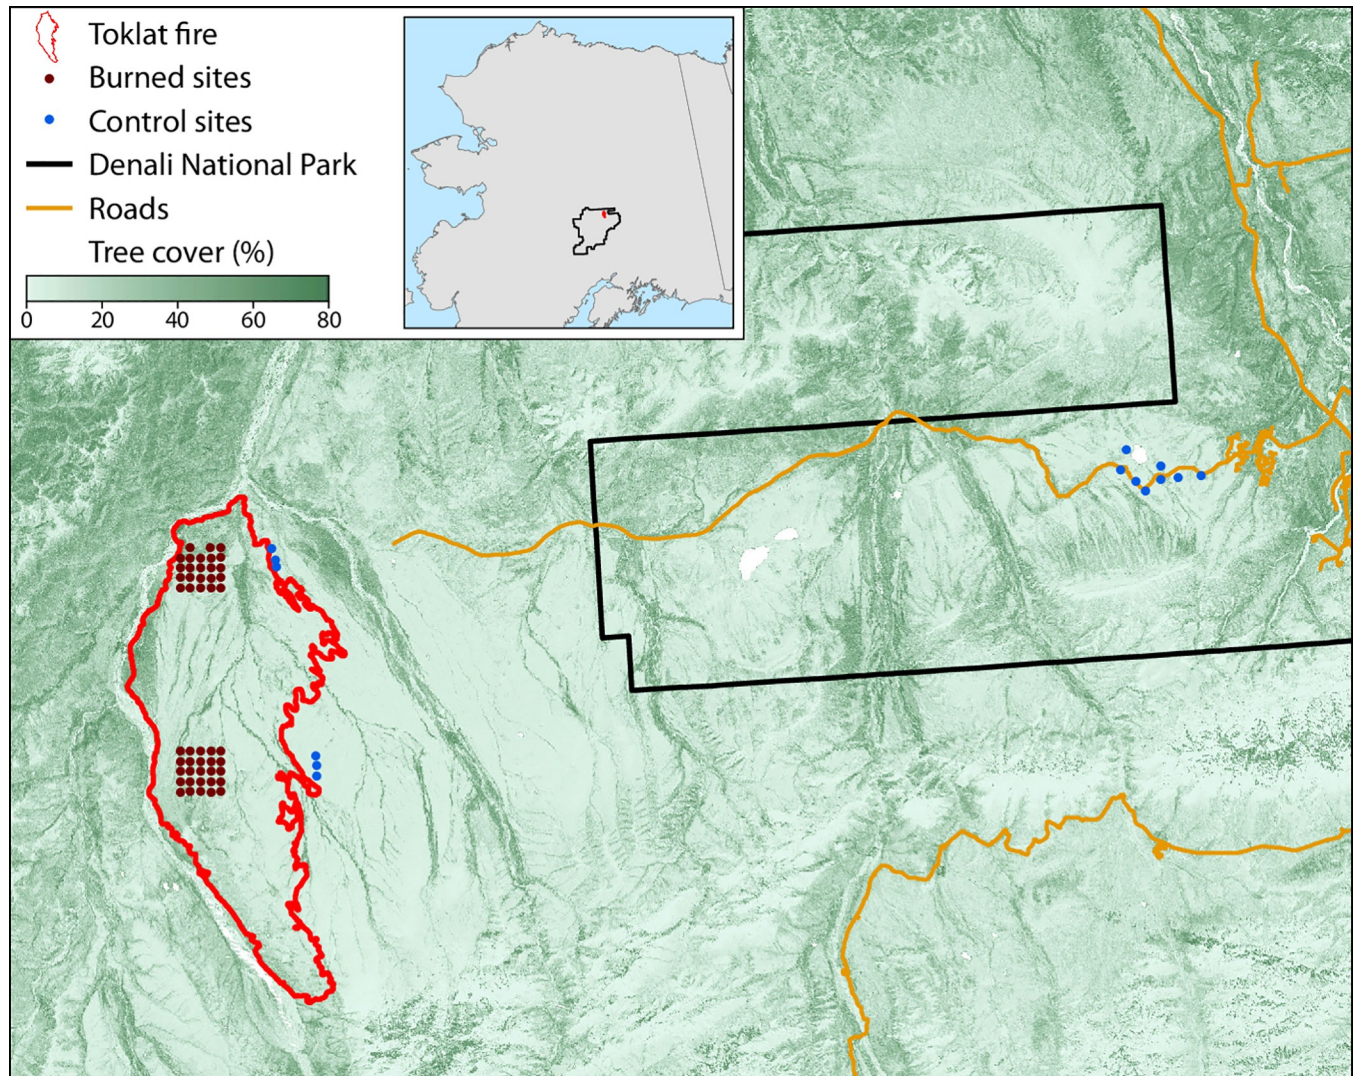 Toklat fire
Burned sites
Control sites
Denali National Park
Roads
Tree cover (%)
0 20 40 60 80